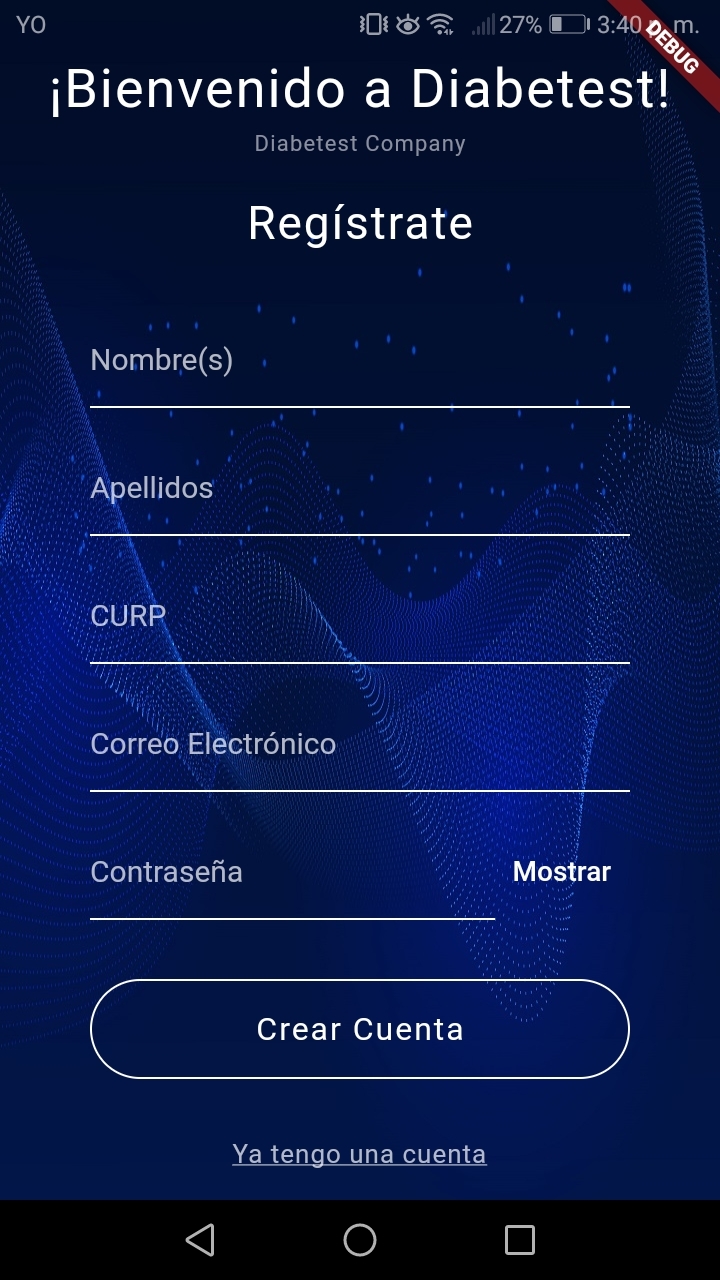 YO 27% 3:40 p. m.
DEBUG
¡Bienvenido a Diabetest!
Diabetest Company
Regístrate
Nombre(s)
Apellidos
CURP
Correo Electrónico
Contraseña Mostrar
Crear Cuenta
Ya tengo una cuenta